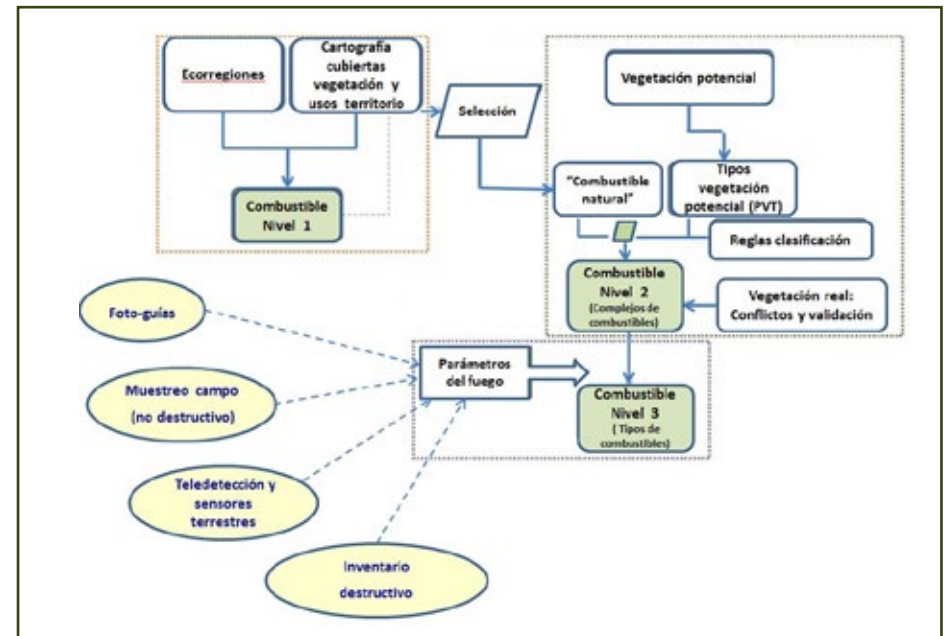 Ecorregiones
Cartografía
cubiertas
vegetación y
usos territorio
Selección
Combustible
Nivel 1
Vegetación potencial
"Combustible
natural"
Tipos
vegetación
potencial (PVT)
Reglas clasificación
Combustible
Nivel 2
(Complejos de
combustibles)
Vegetación real:
Conflictos y validación
Foto-guías
Muestreo campo
(no destructivo)
Teledetección y
sensores
terrestres
Inventario
destructivo
Parámetros
del fuego
Combustible
Nivel 3
( Tipos de
combustibles)